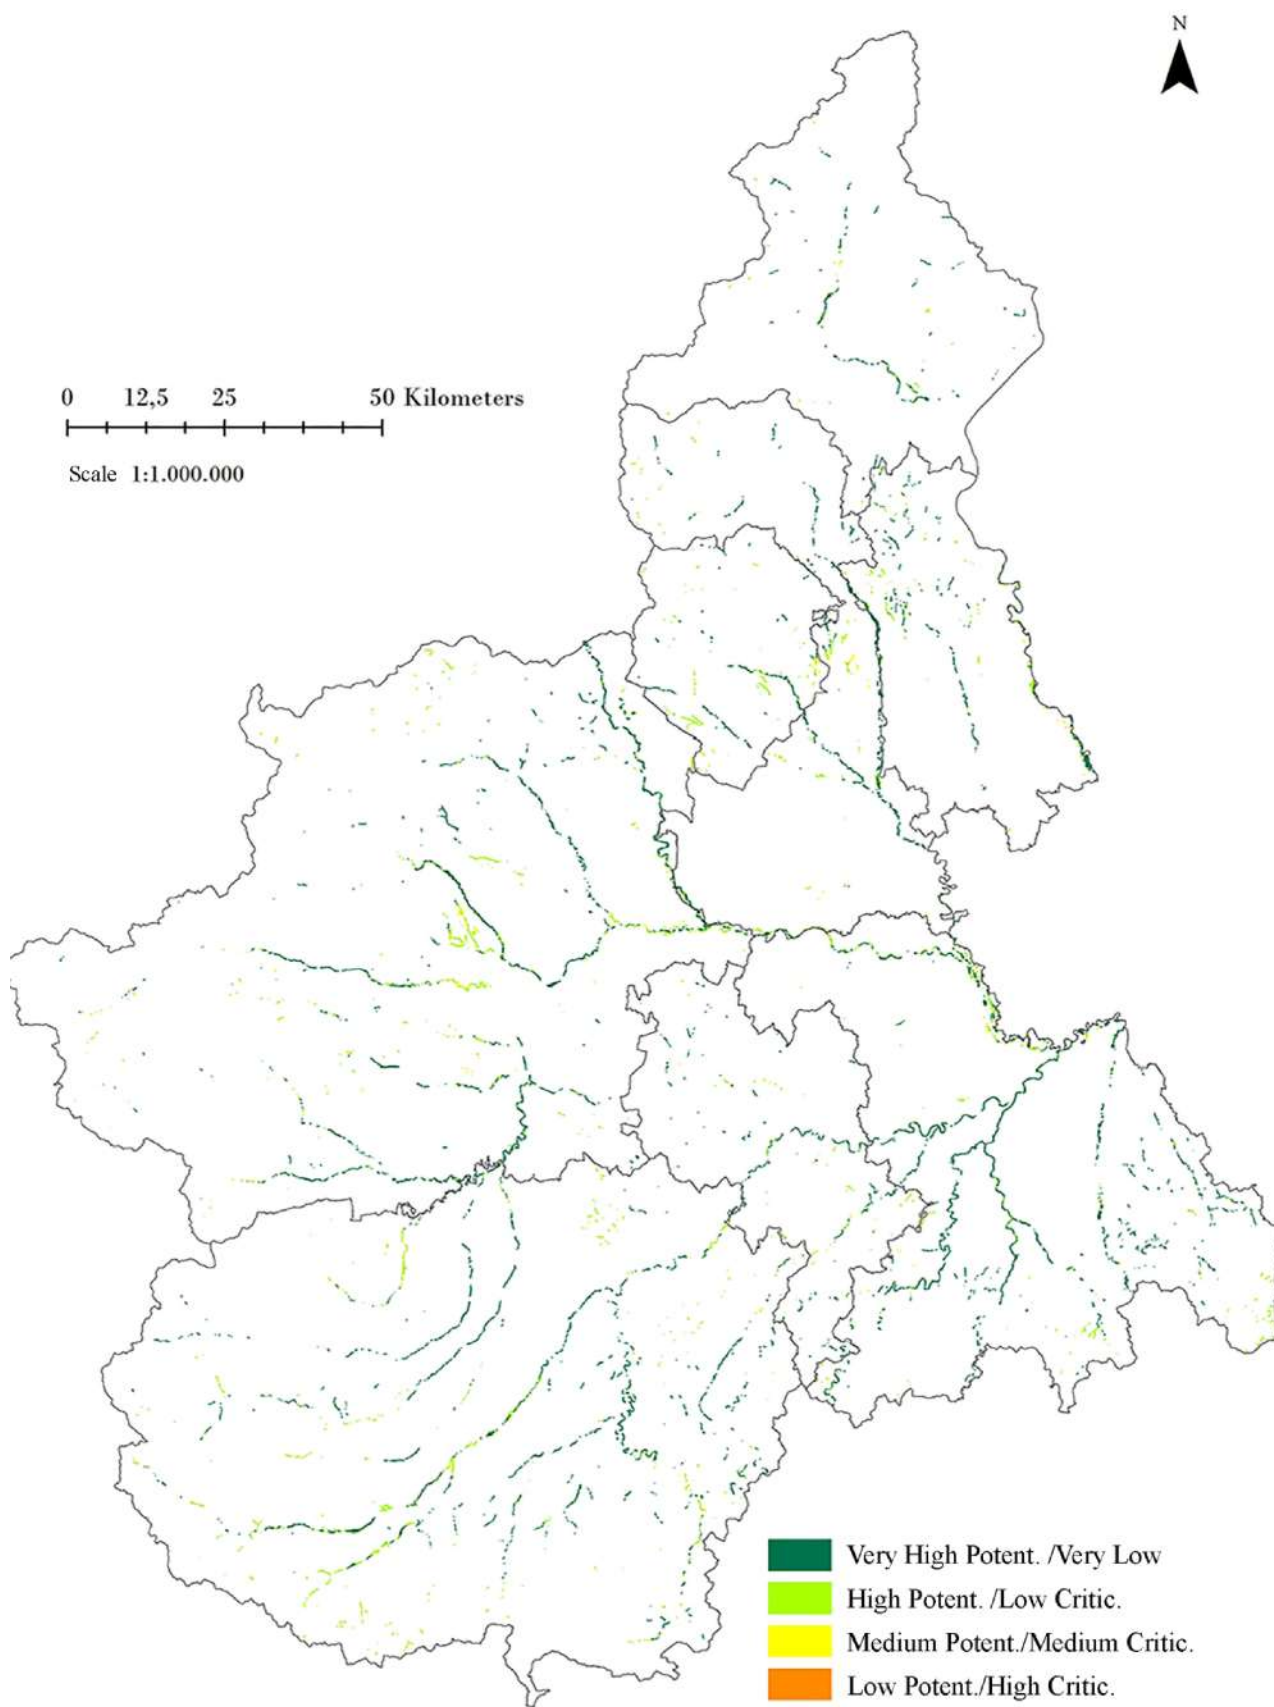 N
0 12,5 25 50 Kilometers
Scale 1:1.000.000
Very High Potent. /Very Low
High Potent. /Low Critic.
Medium Potent./Medium Critic.
Low Potent./High Critic.